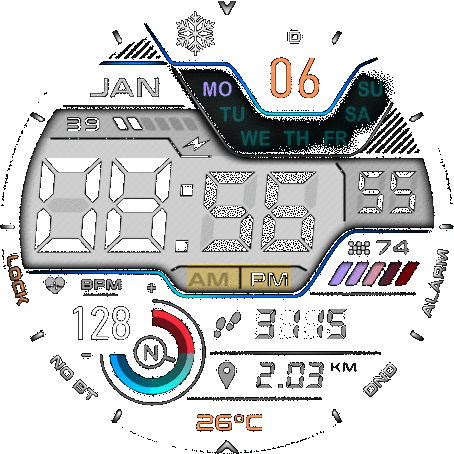 D
JAN
06
MO TU WE TH FR SA SU
39
88:56 55
AM PM
74
LOCK
ALARM
BPM +
128
-
N
3115
2.03 KM
NO BT
DND
26°C